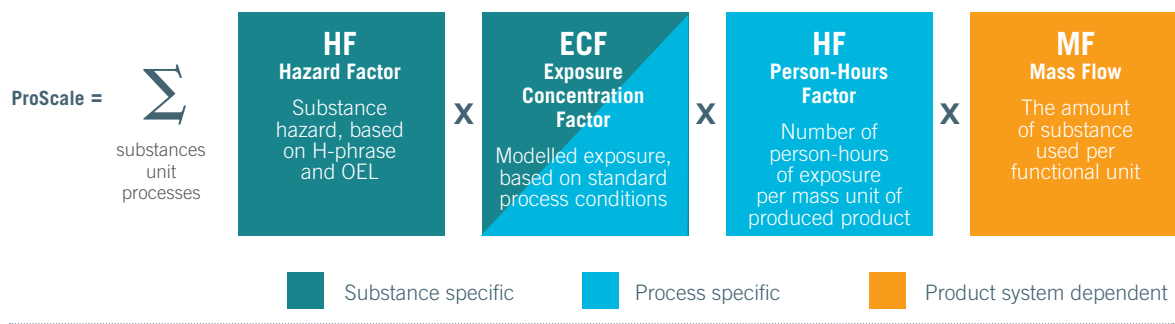 ProScale =
∑
substances
unit
processes
HF
Hazard Factor
Substance
hazard, based
on H-phrase
and OEL
X
ECF
Exposure
Concentration
Factor
Modelled exposure,
based on standard
process conditions
X
HF
Person-Hours
Factor
Number of
person-hours
of exposure
per mass unit of
produced product
X
MF
Mass Flow
The amount
of substance
used per
functional unit
Substance specific
Process specific
Product system dependent